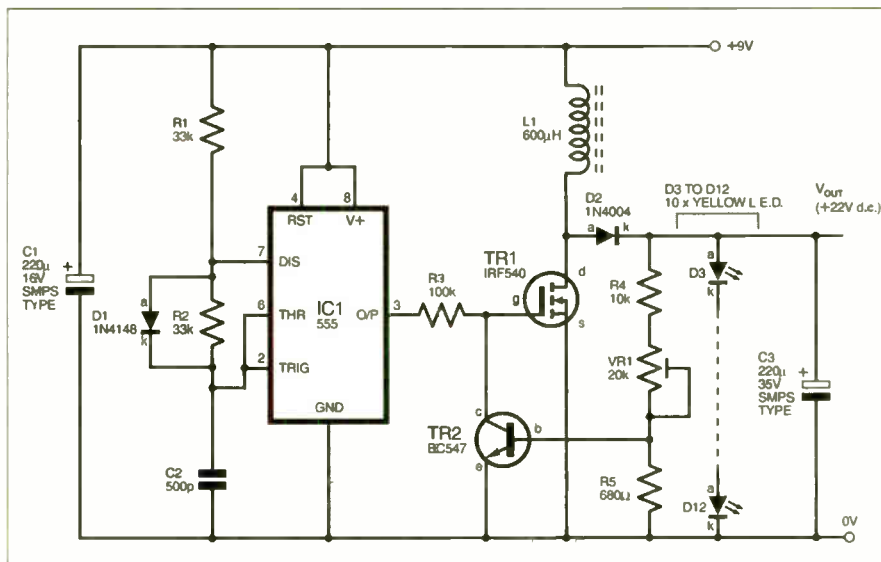 +9V
R1
33k
L1
600µH
4
8
RST
V+
D2
1N4004
a
k
D3 TO D12
10 x YELLOW L.E.D.
VOUT
(+22V d.c.)
C1
220µ
16V
SMPS
TYPE
+
7
DIS
TR1
IRF540
d
g
s
R4
10k
a
D3
k
D1
1N4148
a
k
R2
33k
6
THR
IC1
555
O/P
3
R3
100k
2
TRIG
VR1
20k
C3
220µ
35V
SMPS
TYPE
+
GND
c
TR2
BC547
b
e
C2
500p
R5
680Ω
a
D12
k
0V